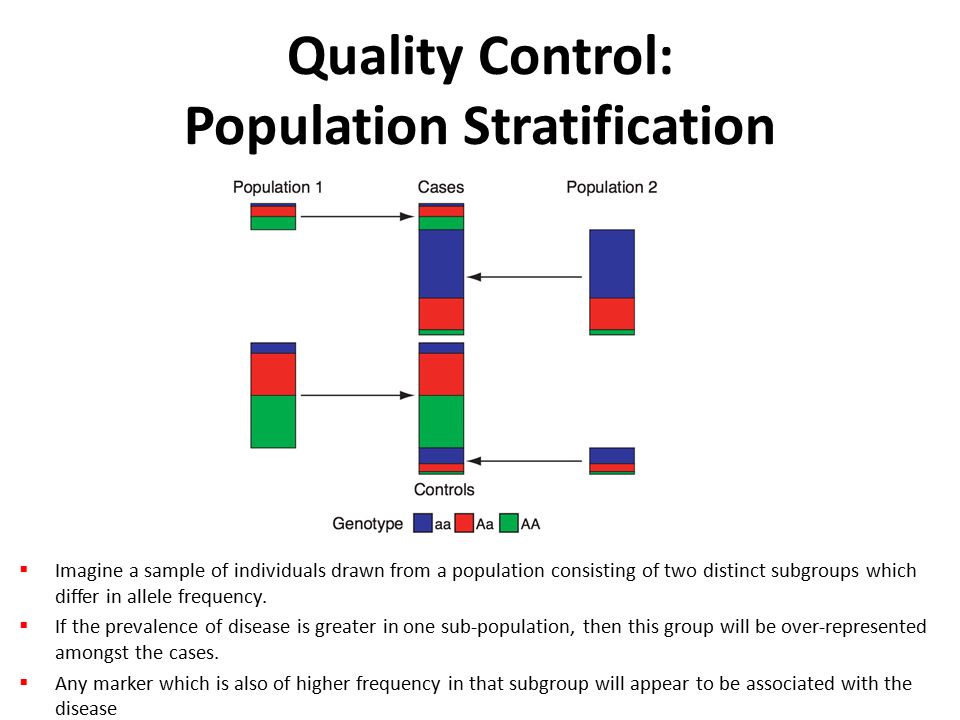 Quality Control:
Population Stratification
Population 1
Cases
Population 2
Controls
Genotype aa Aa AA
▪ Imagine a sample of individuals drawn from a population consisting of two distinct subgroups which
differ in allele frequency.
▪ If the prevalence of disease is greater in one sub-population, then this group will be over-represented
amongst the cases.
▪ Any marker which is also of higher frequency in that subgroup will appear to be associated with the
disease